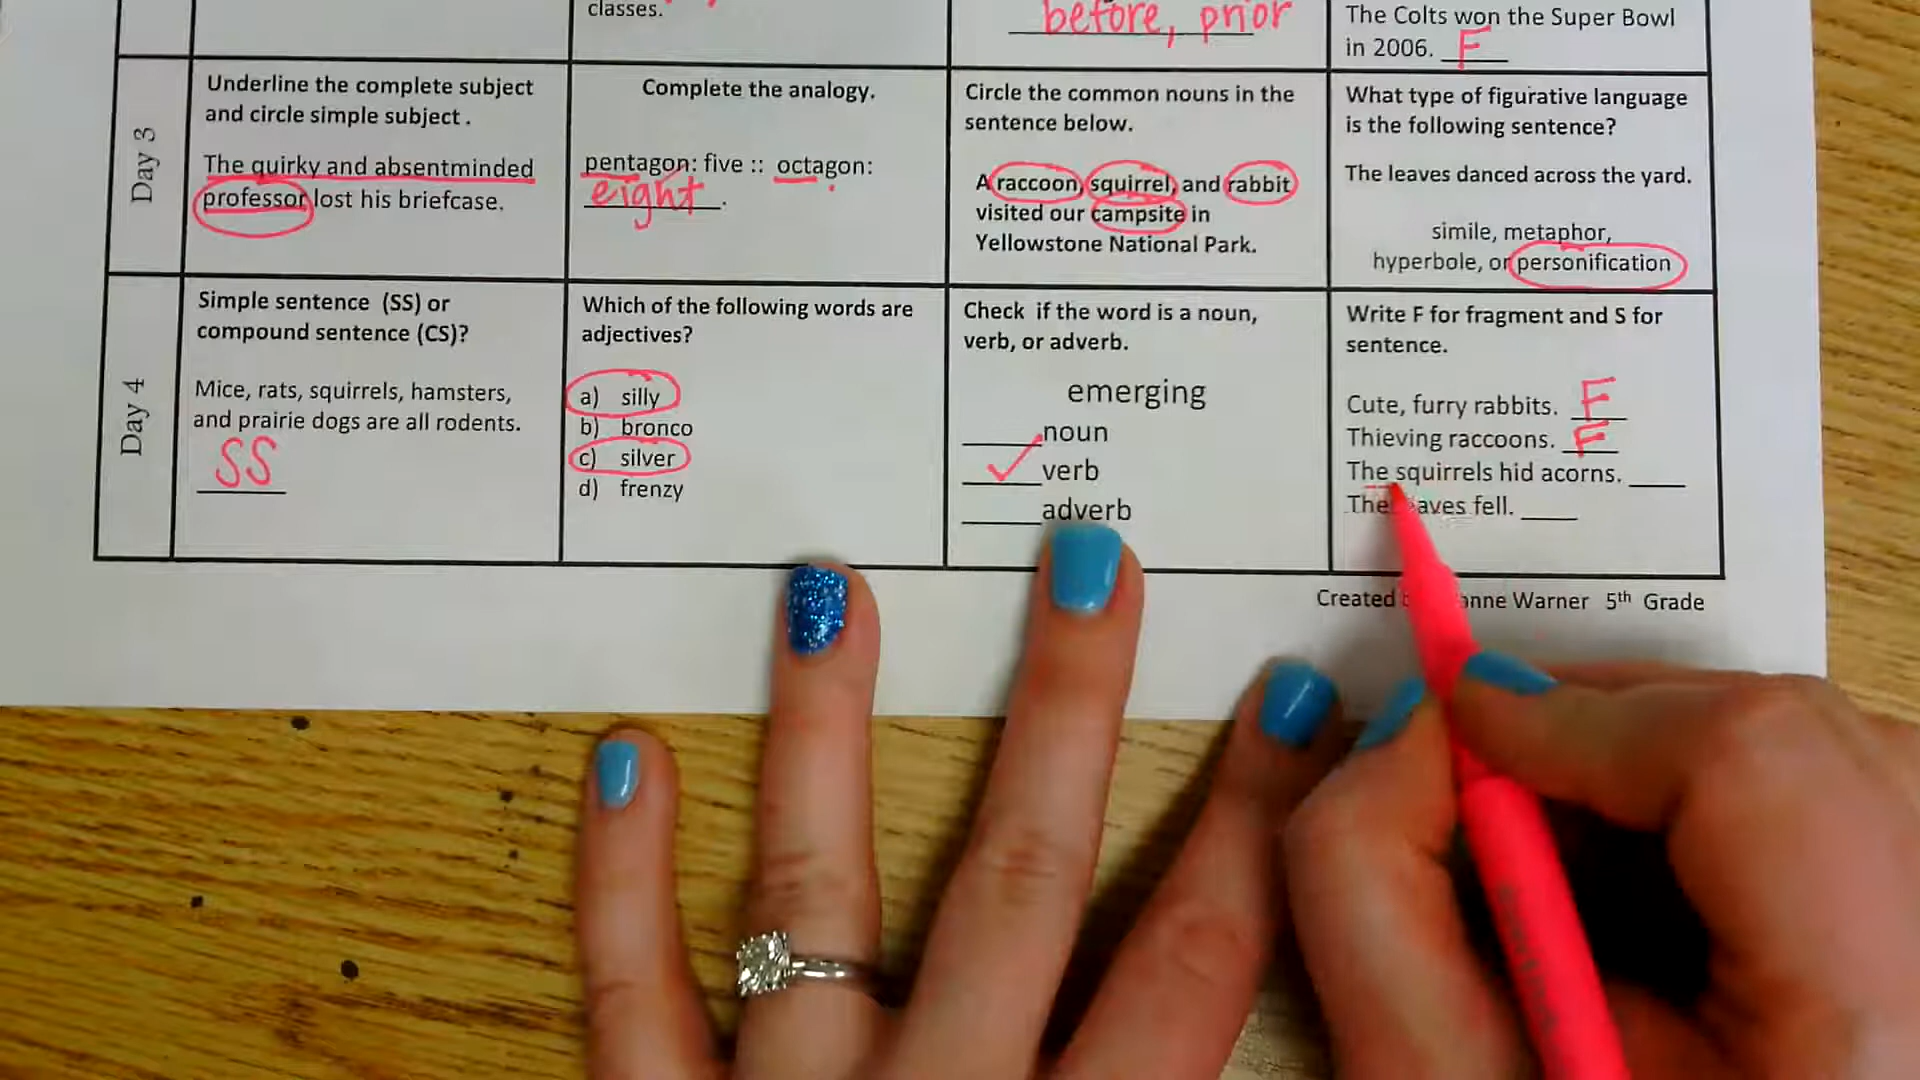 classes.
before, prior
The Colts won the Super Bowl
in 2006. F
Day 3
Underline the complete subject
and circle simple subject .
The quirky and absentminded
professor lost his briefcase.
Complete the analogy.
pentagon: five :: octagon:
eight.
Circle the common nouns in the
sentence below.
A raccoon, squirrel, and rabbit
visited our campsite in
Yellowstone National Park.
What type of figurative language
is the following sentence?
The leaves danced across the yard.
simile, metaphor,
hyperbole, or personification
Day 4
Simple sentence (SS) or
compound sentence (CS)?
Mice, rats, squirrels, hamsters,
and prairie dogs are all rodents.
SS
Which of the following words are
adjectives?
a) silly
b) bronco
c) silver
d) frenzy
Check if the word is a noun,
verb, or adverb.
emerging
noun
verb
adverb
Write F for fragment and S for
sentence.
Cute, furry rabbits. F
Thieving raccoons. F
The squirrels hid acorns.
The fell.
Created Warner 5th Grade